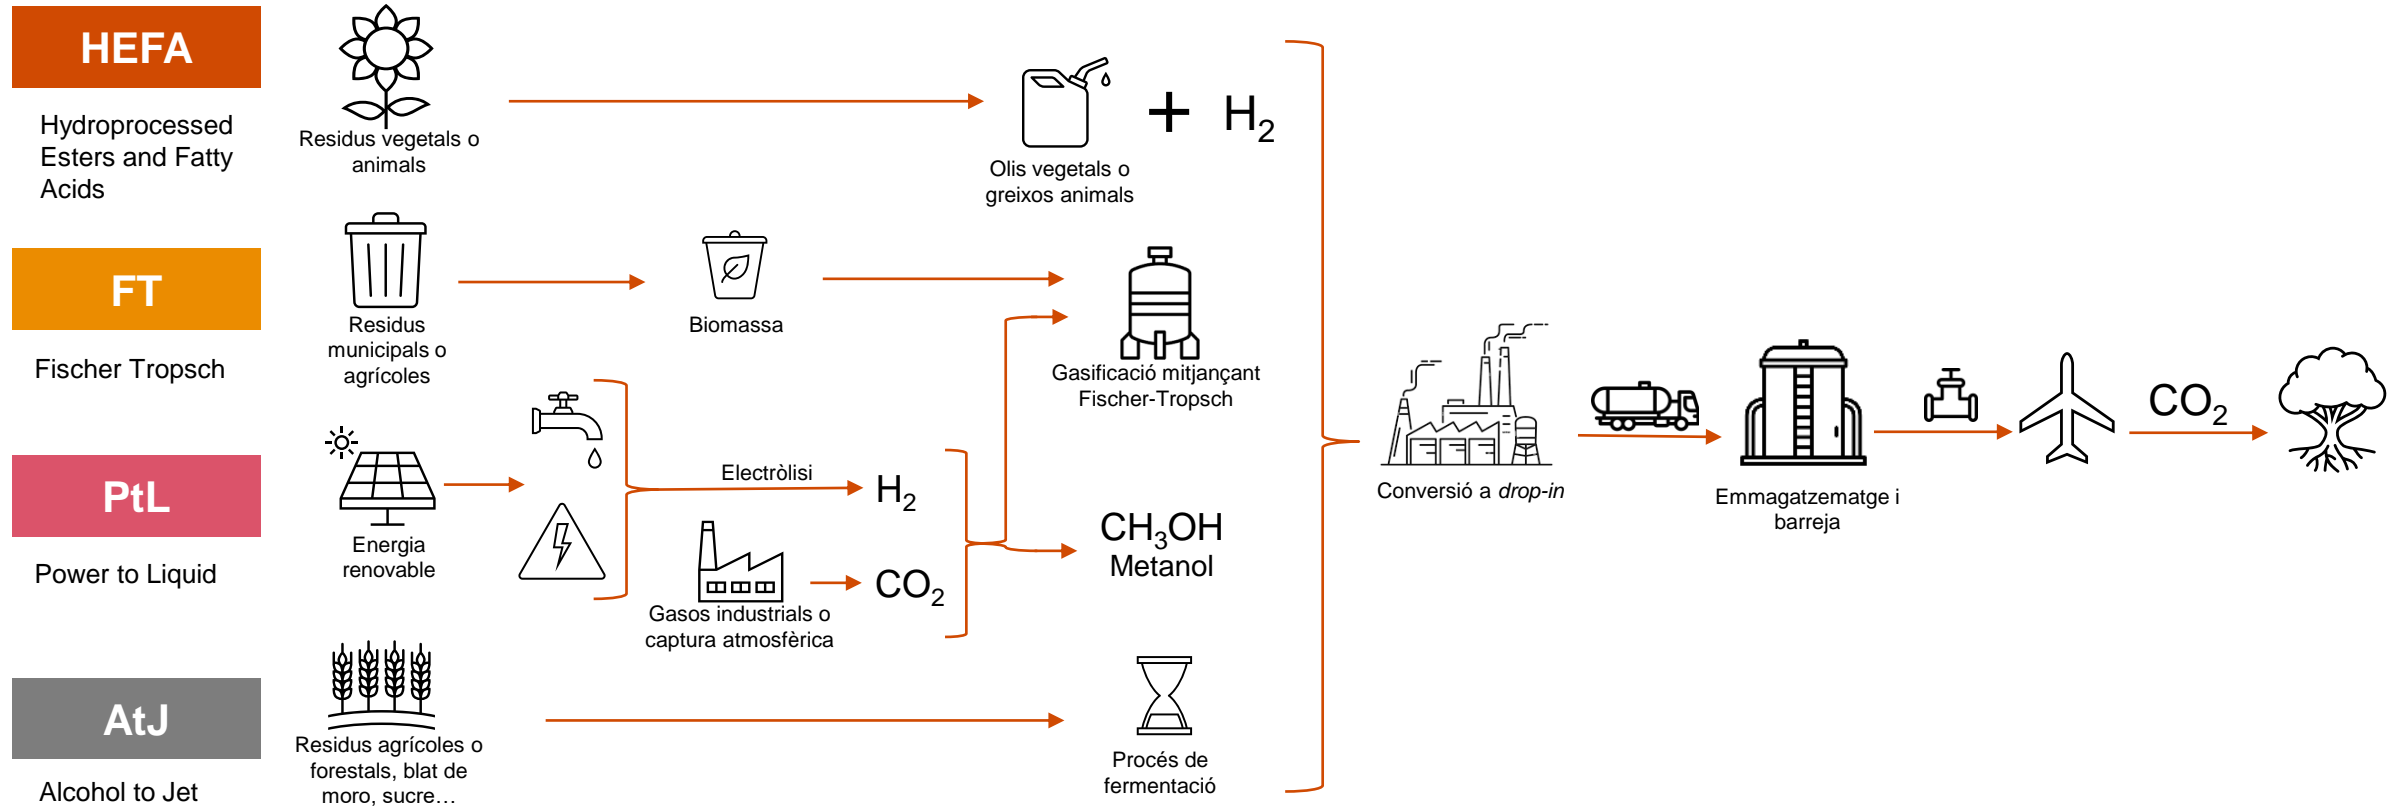 HEFA
Hydroprocessed
Esters and Fatty
Acids
Residus vegetals o
animals
Olis vegetals o
greixos animals
+ H₂
FT
Fischer Tropsch
Residus
municipals o
agrícoles
Biomassa
Gasificació mitjançant
Fischer-Tropsch
PtL
Power to Liquid
Energia
renovable
Electròlisi
H₂
Gasos industrials o
captura atmosfèrica
CO₂
CH₃OH
Metanol
AtJ
Alcohol to Jet
Residus agrícoles o
forestals, blat de
moro, sucre…
Procés de
fermentació
Conversió a drop-in
Emmagatzematge i
barreja
CO₂